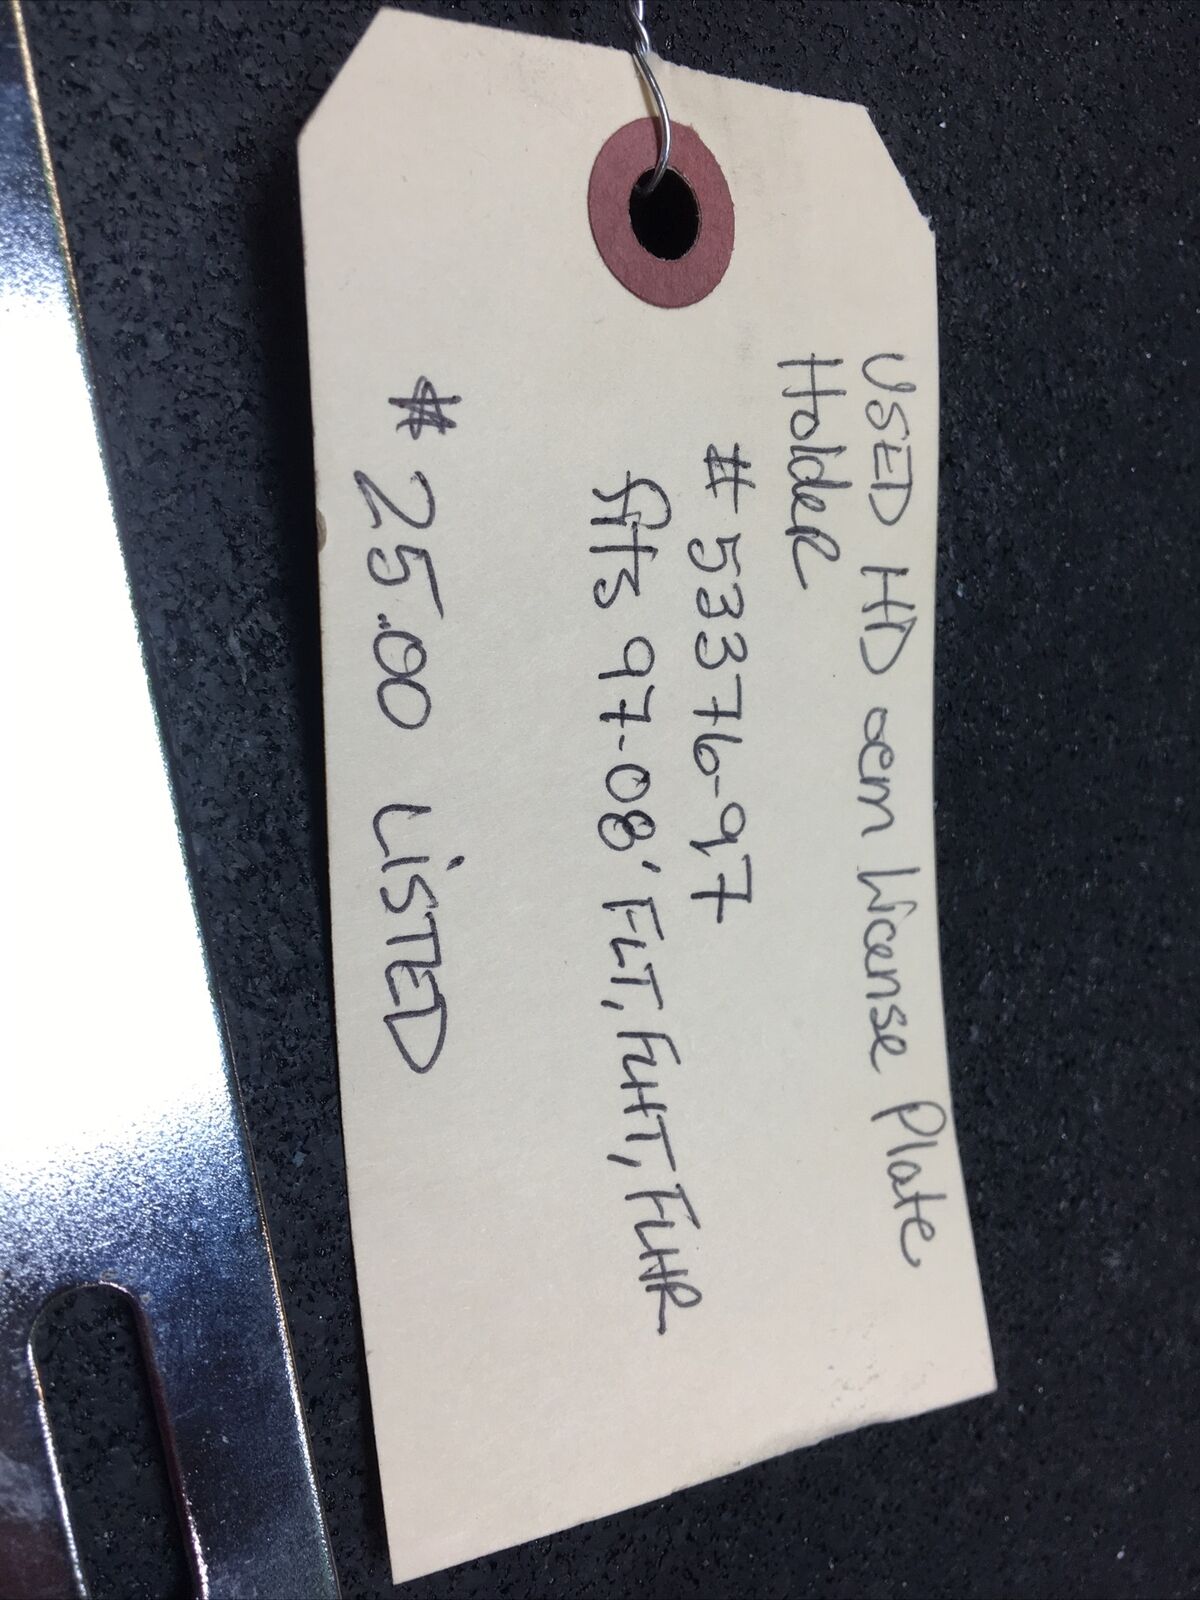 USED HD oem License Plate
Holder
# 53376-97
fits 97-08' FLT, FLHT, FLHR
$ 25.00 LiSTED